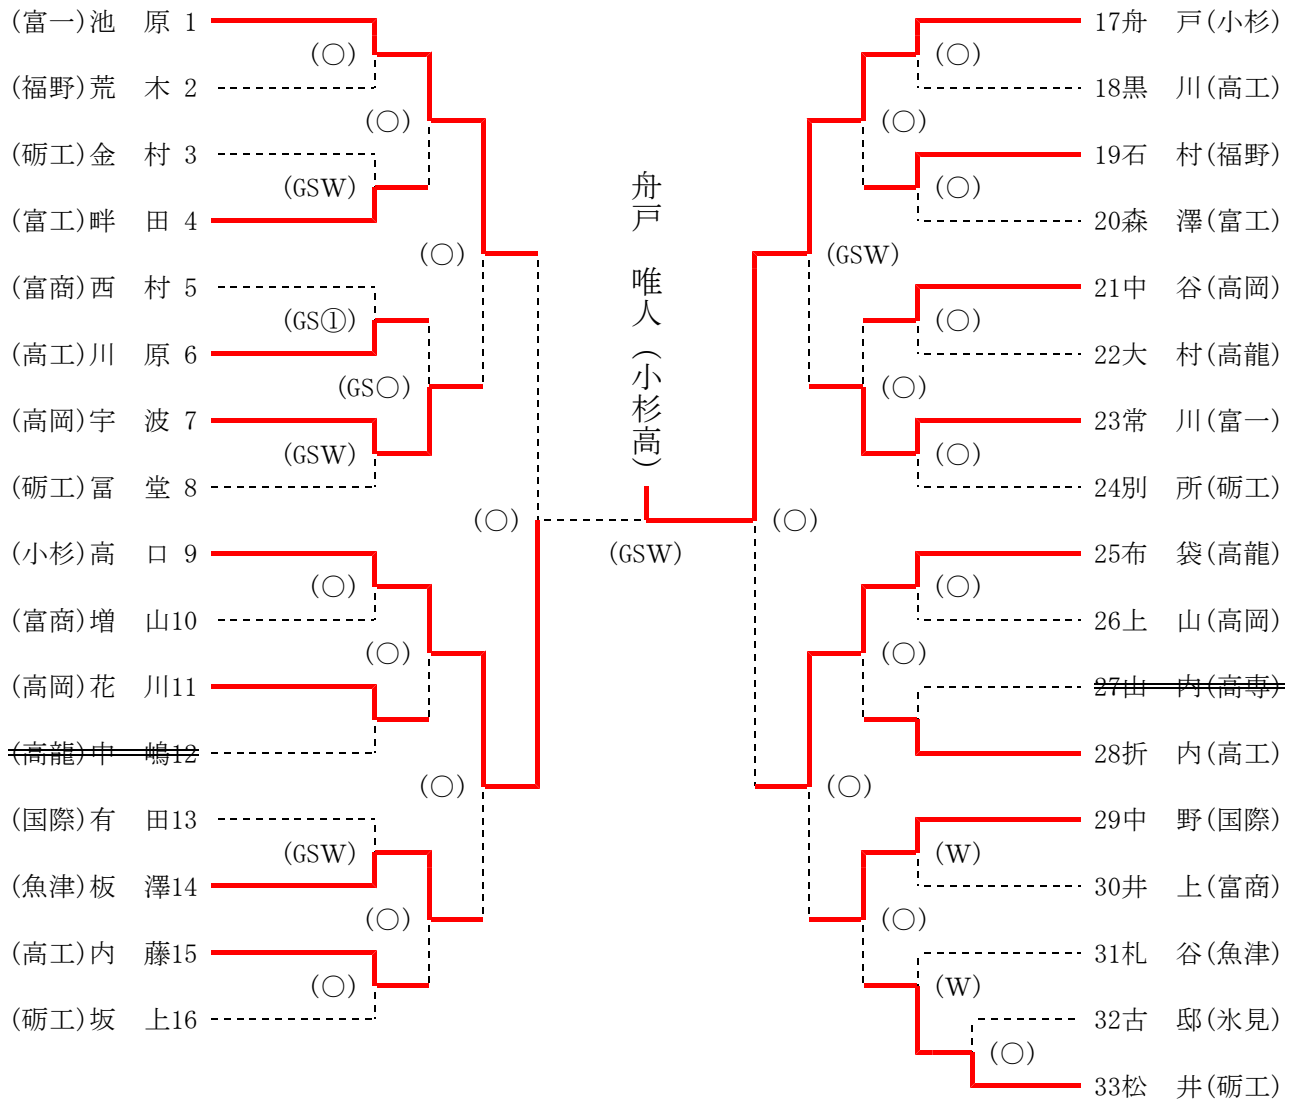 (富一)池　原 1
(〇)
(福野)荒　木 2
(〇)
(砺工)金　村 3
(GSW)
(富工)畔　田 4
(〇)
(富商)西　村 5
(GS①)
(高工)川　原 6
(GS〇)
(高岡)宇　波 7
(GSW)
(砺工)冨　堂 8
(〇)
(小杉)高　口 9
(〇)
(富商)増　山10
(〇)
(高岡)花　川11
(高龍)中　嶋12
(〇)
(国際)有　田13
(GSW)
(魚津)板　澤14
(〇)
(高工)内　藤15
(〇)
(砺工)坂　上16
舟戸　唯人（小杉高）
(GSW)
17舟　戸(小杉)
(〇)
18黒　川(高工)
(〇)
19石　村(福野)
(〇)
20森　澤(富工)
(GSW)
21中　谷(高岡)
(〇)
22大　村(高龍)
(〇)
23常　川(富一)
(〇)
24別　所(砺工)
(〇)
25布　袋(高龍)
(〇)
26上　山(高岡)
(〇)
27山　内(高専)
28折　内(高工)
(〇)
29中　野(国際)
(W)
30井　上(富商)
(〇)
31札　谷(魚津)
(W)
32古　邸(氷見)
(〇)
33松　井(砺工)